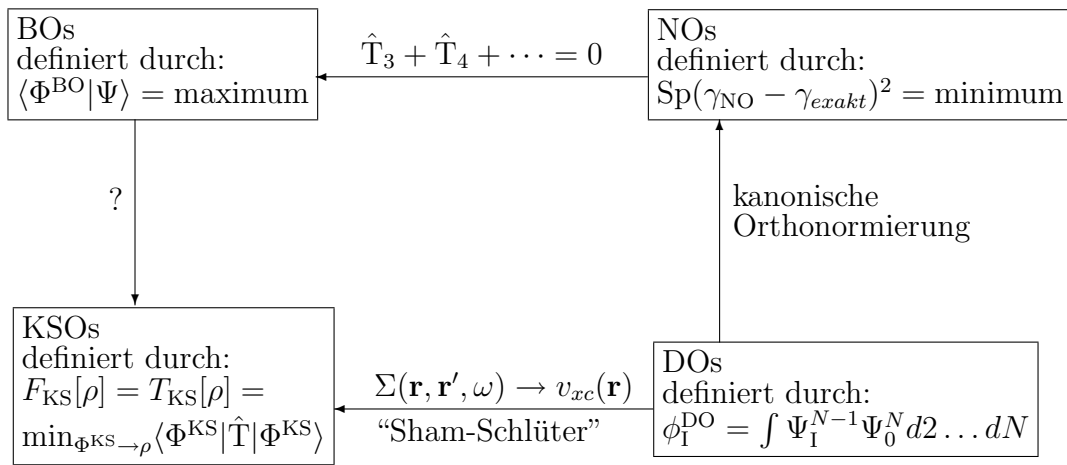 BOs
definiert durch:
⟨Φ^BO|Ψ⟩ = maximum
T̂₃ + T̂₄ + ⋯ = 0
NOs
definiert durch:
Sp(γ_NO − γ_exakt)² = minimum
?
kanonische
Orthonormierung
KSOs
definiert durch:
F_KS[ρ] = T_KS[ρ] =
min_{Φ^KS→ρ}⟨Φ^KS|T̂|Φ^KS⟩
Σ(r, r′, ω) → v_xc(r)
“Sham-Schlüter”
DOs
definiert durch:
ϕ_I^DO = ∫ Ψ_I^{N−1} Ψ_0^N d2 … dN